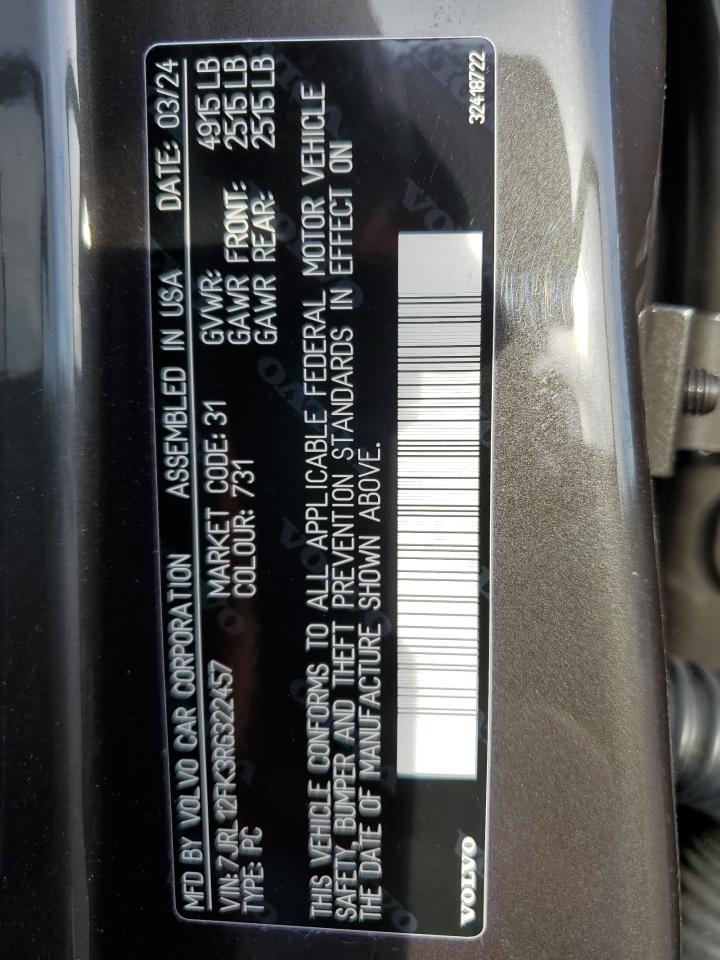 MFD BY VOLVO CAR CORPORATION ASSEMBLED IN USA DATE: 03/24
VIN: 7JRL12FK3RG322457 MARKET CODE: 31 GVWR: 4915 LB
TYPE: PC COLOUR: 731 GAWR FRONT: 2515 LB
GAWR REAR: 2515 LB
THIS VEHICLE CONFORMS TO ALL APPLICABLE FEDERAL MOTOR VEHICLE
SAFETY, BUMPER AND THEFT PREVENTION STANDARDS IN EFFECT ON
THE DATE OF MANUFACTURE SHOWN ABOVE.
VOLVO 32418722